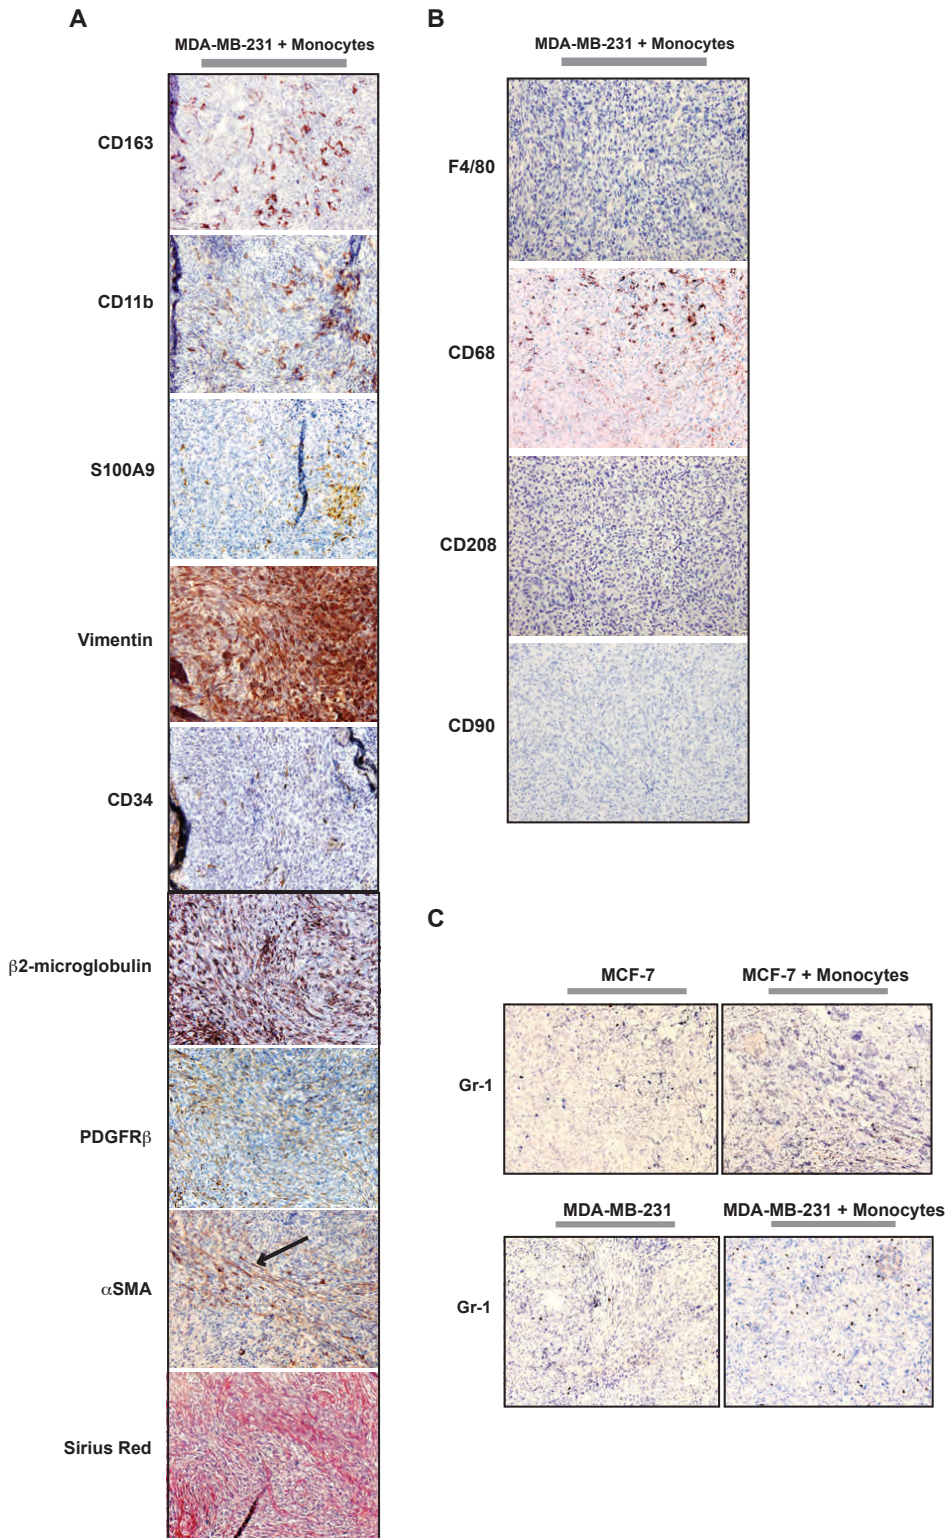 A
MDA-MB-231 + Monocytes
CD163
CD11b
S100A9
Vimentin
CD34
β2-microglobulin
PDGFRβ
αSMA
Sirius Red
B
MDA-MB-231 + Monocytes
F4/80
CD68
CD208
CD90
C
MCF-7
MCF-7 + Monocytes
Gr-1
MDA-MB-231
MDA-MB-231 + Monocytes
Gr-1